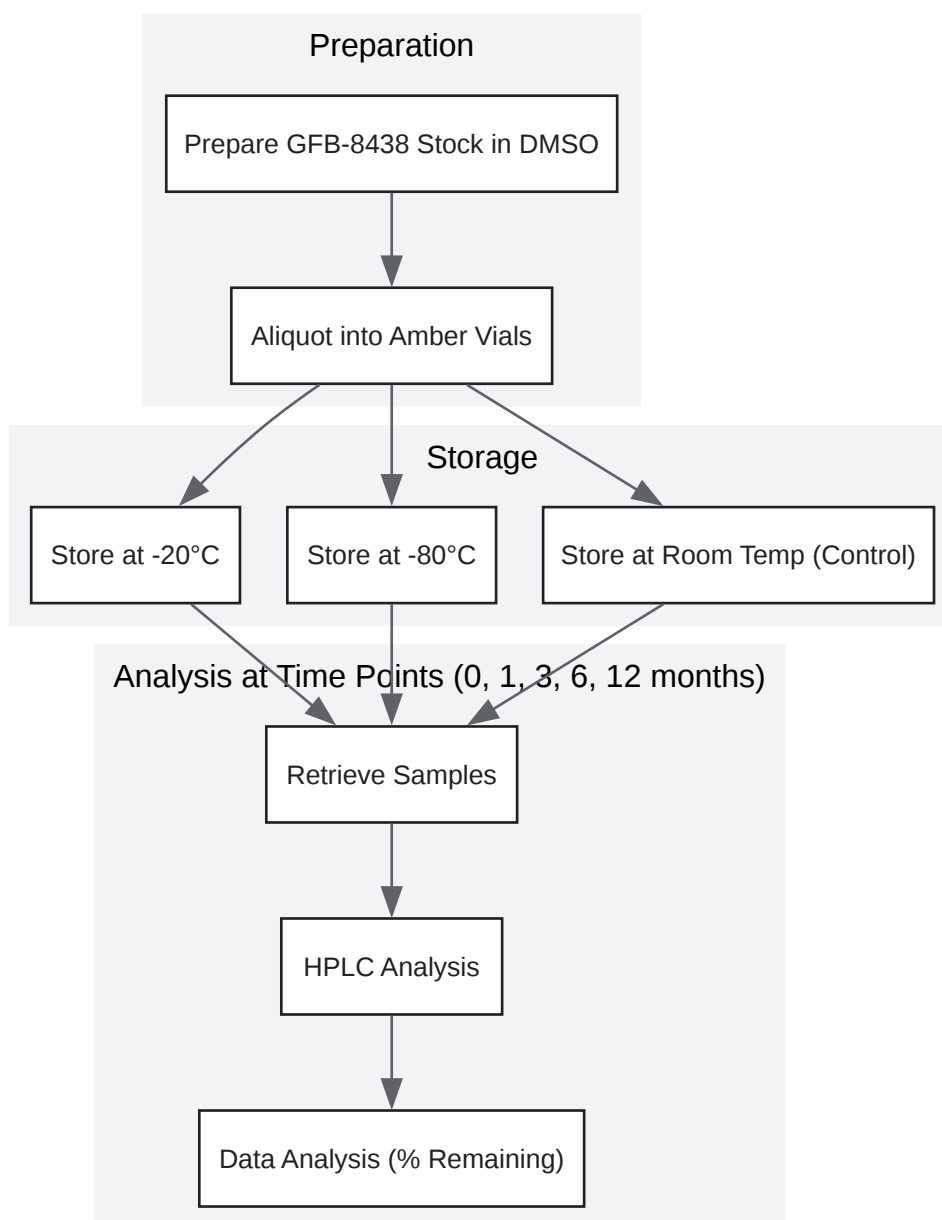 Preparation
Prepare GFB-8438 Stock in DMSO
Aliquot into Amber Vials
Storage
Store at -20°C
Store at -80°C
Store at Room Temp (Control)
Analysis at Time Points (0, 1, 3, 6, 12 months)
Retrieve Samples
HPLC Analysis
Data Analysis (% Remaining)